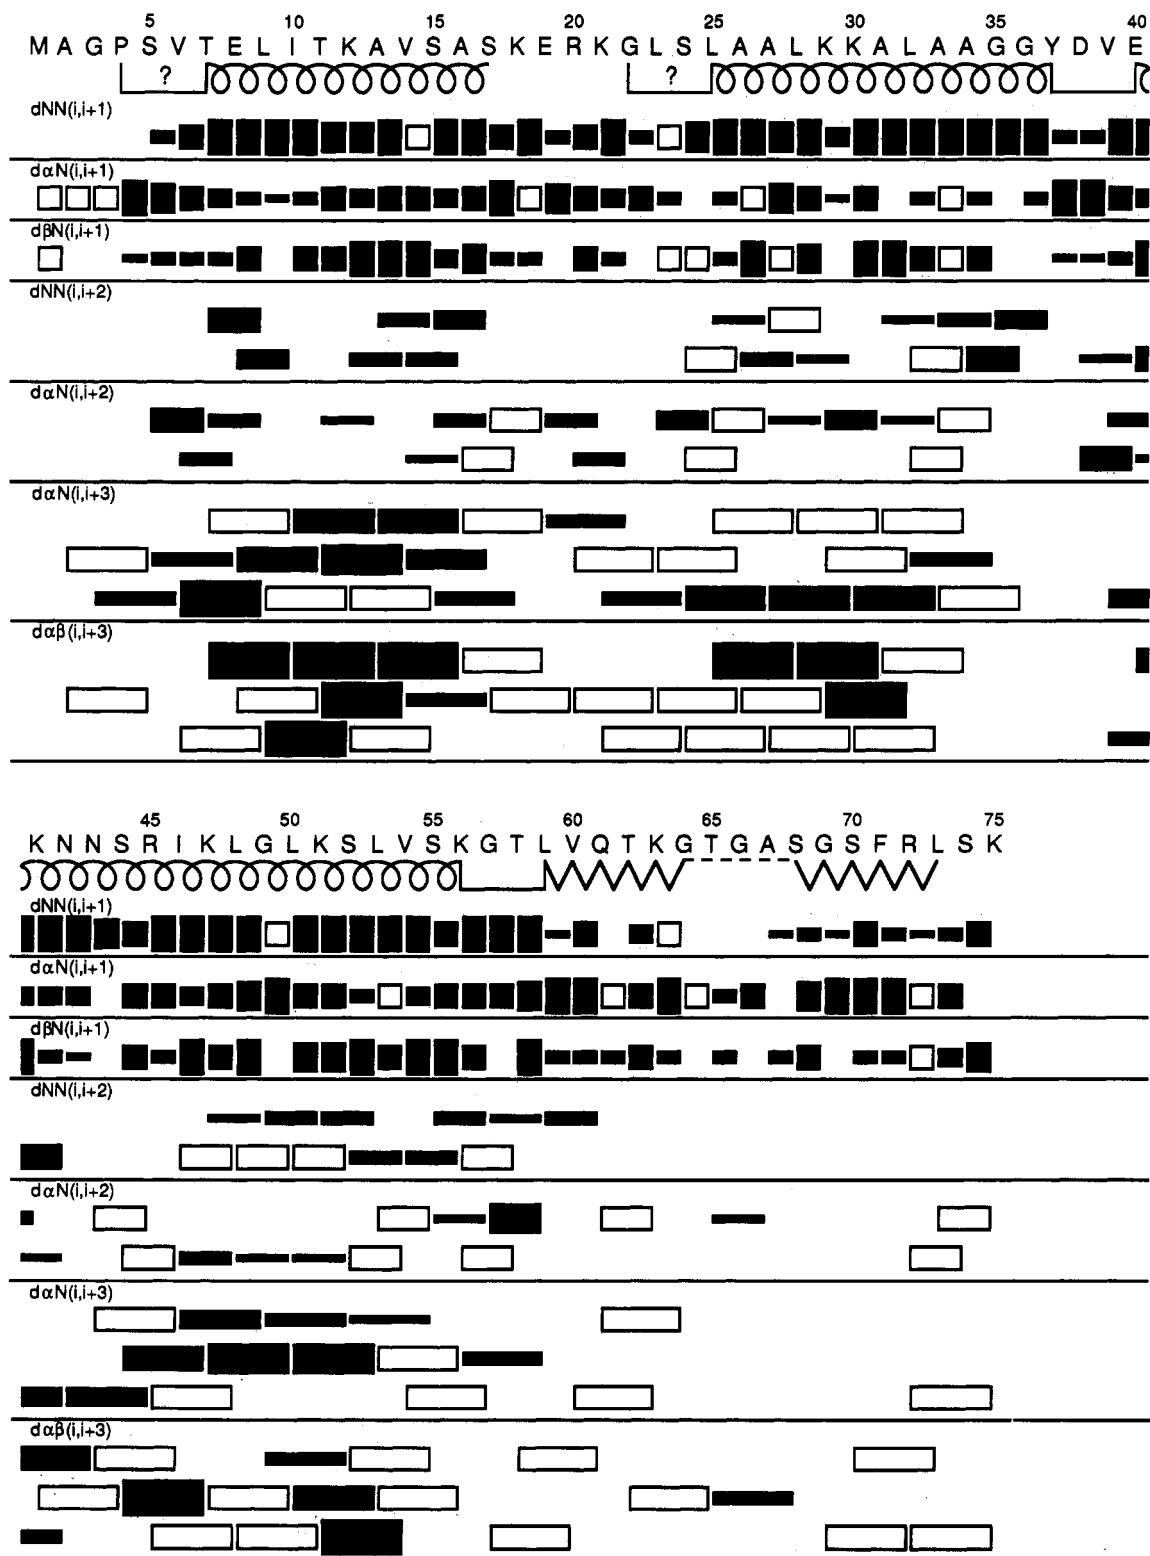 5 10 15 20 25 30 35 40
M A G P S V T E L I T K A V S A S K E R K G L S L A A L K K A L A A G G Y D V E
? ?
dNN(i,i+1)
dαN(i,i+1)
dβN(i,i+1)
dNN(i,i+2)
dαN(i,i+2)
dαN(i,i+3)
dαβ(i,i+3)
45 50 55 60 65 70 75
K N N S R I K L G L K S L V S K G T L V Q T K G T G A S G S F R L S K
dNN(i,i+1)
dαN(i,i+1)
dβN(i,i+1)
dNN(i,i+2)
dαN(i,i+2)
dαN(i,i+3)
dαβ(i,i+3)